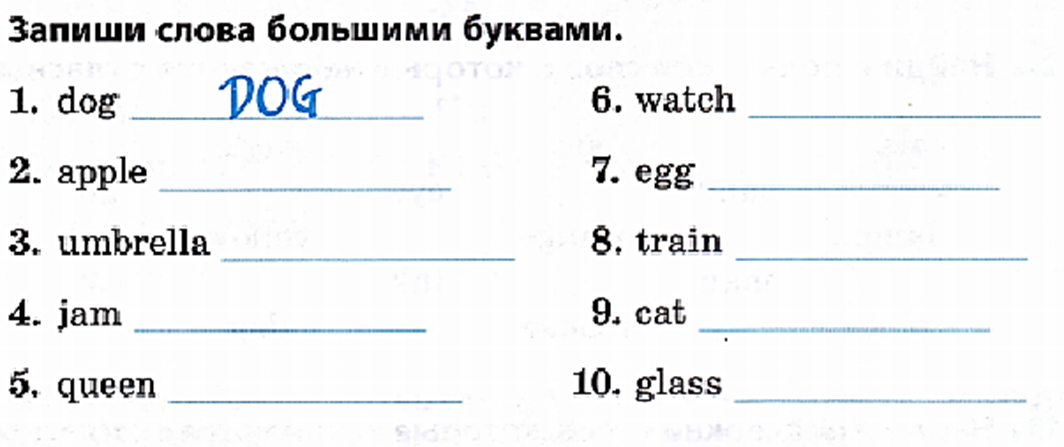 Запиши слова большими буквами.
1. dog DOG
2. apple
3. umbrella
4. jam
5. queen
6. watch
7. egg
8. train
9. cat
10. glass